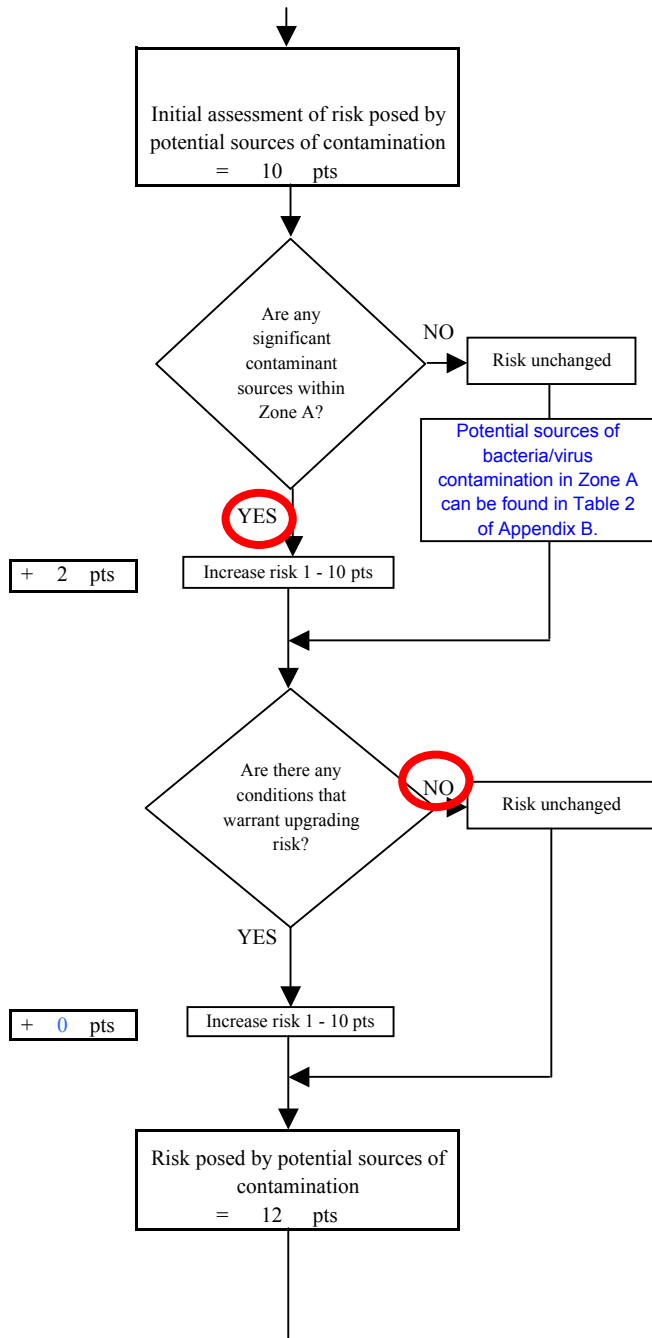 Initial assessment of risk posed by
potential sources of contamination
= 10 pts
Are any
significant
contaminant
sources within
Zone A?
NO
Risk unchanged
Potential sources of
bacteria/virus
contamination in Zone A
can be found in Table 2
of Appendix B.
YES
+ 2 pts
Increase risk 1 - 10 pts
Are there any
conditions that
warrant upgrading
risk?
NO
Risk unchanged
YES
+ 0 pts
Increase risk 1 - 10 pts
Risk posed by potential sources of
contamination
= 12 pts